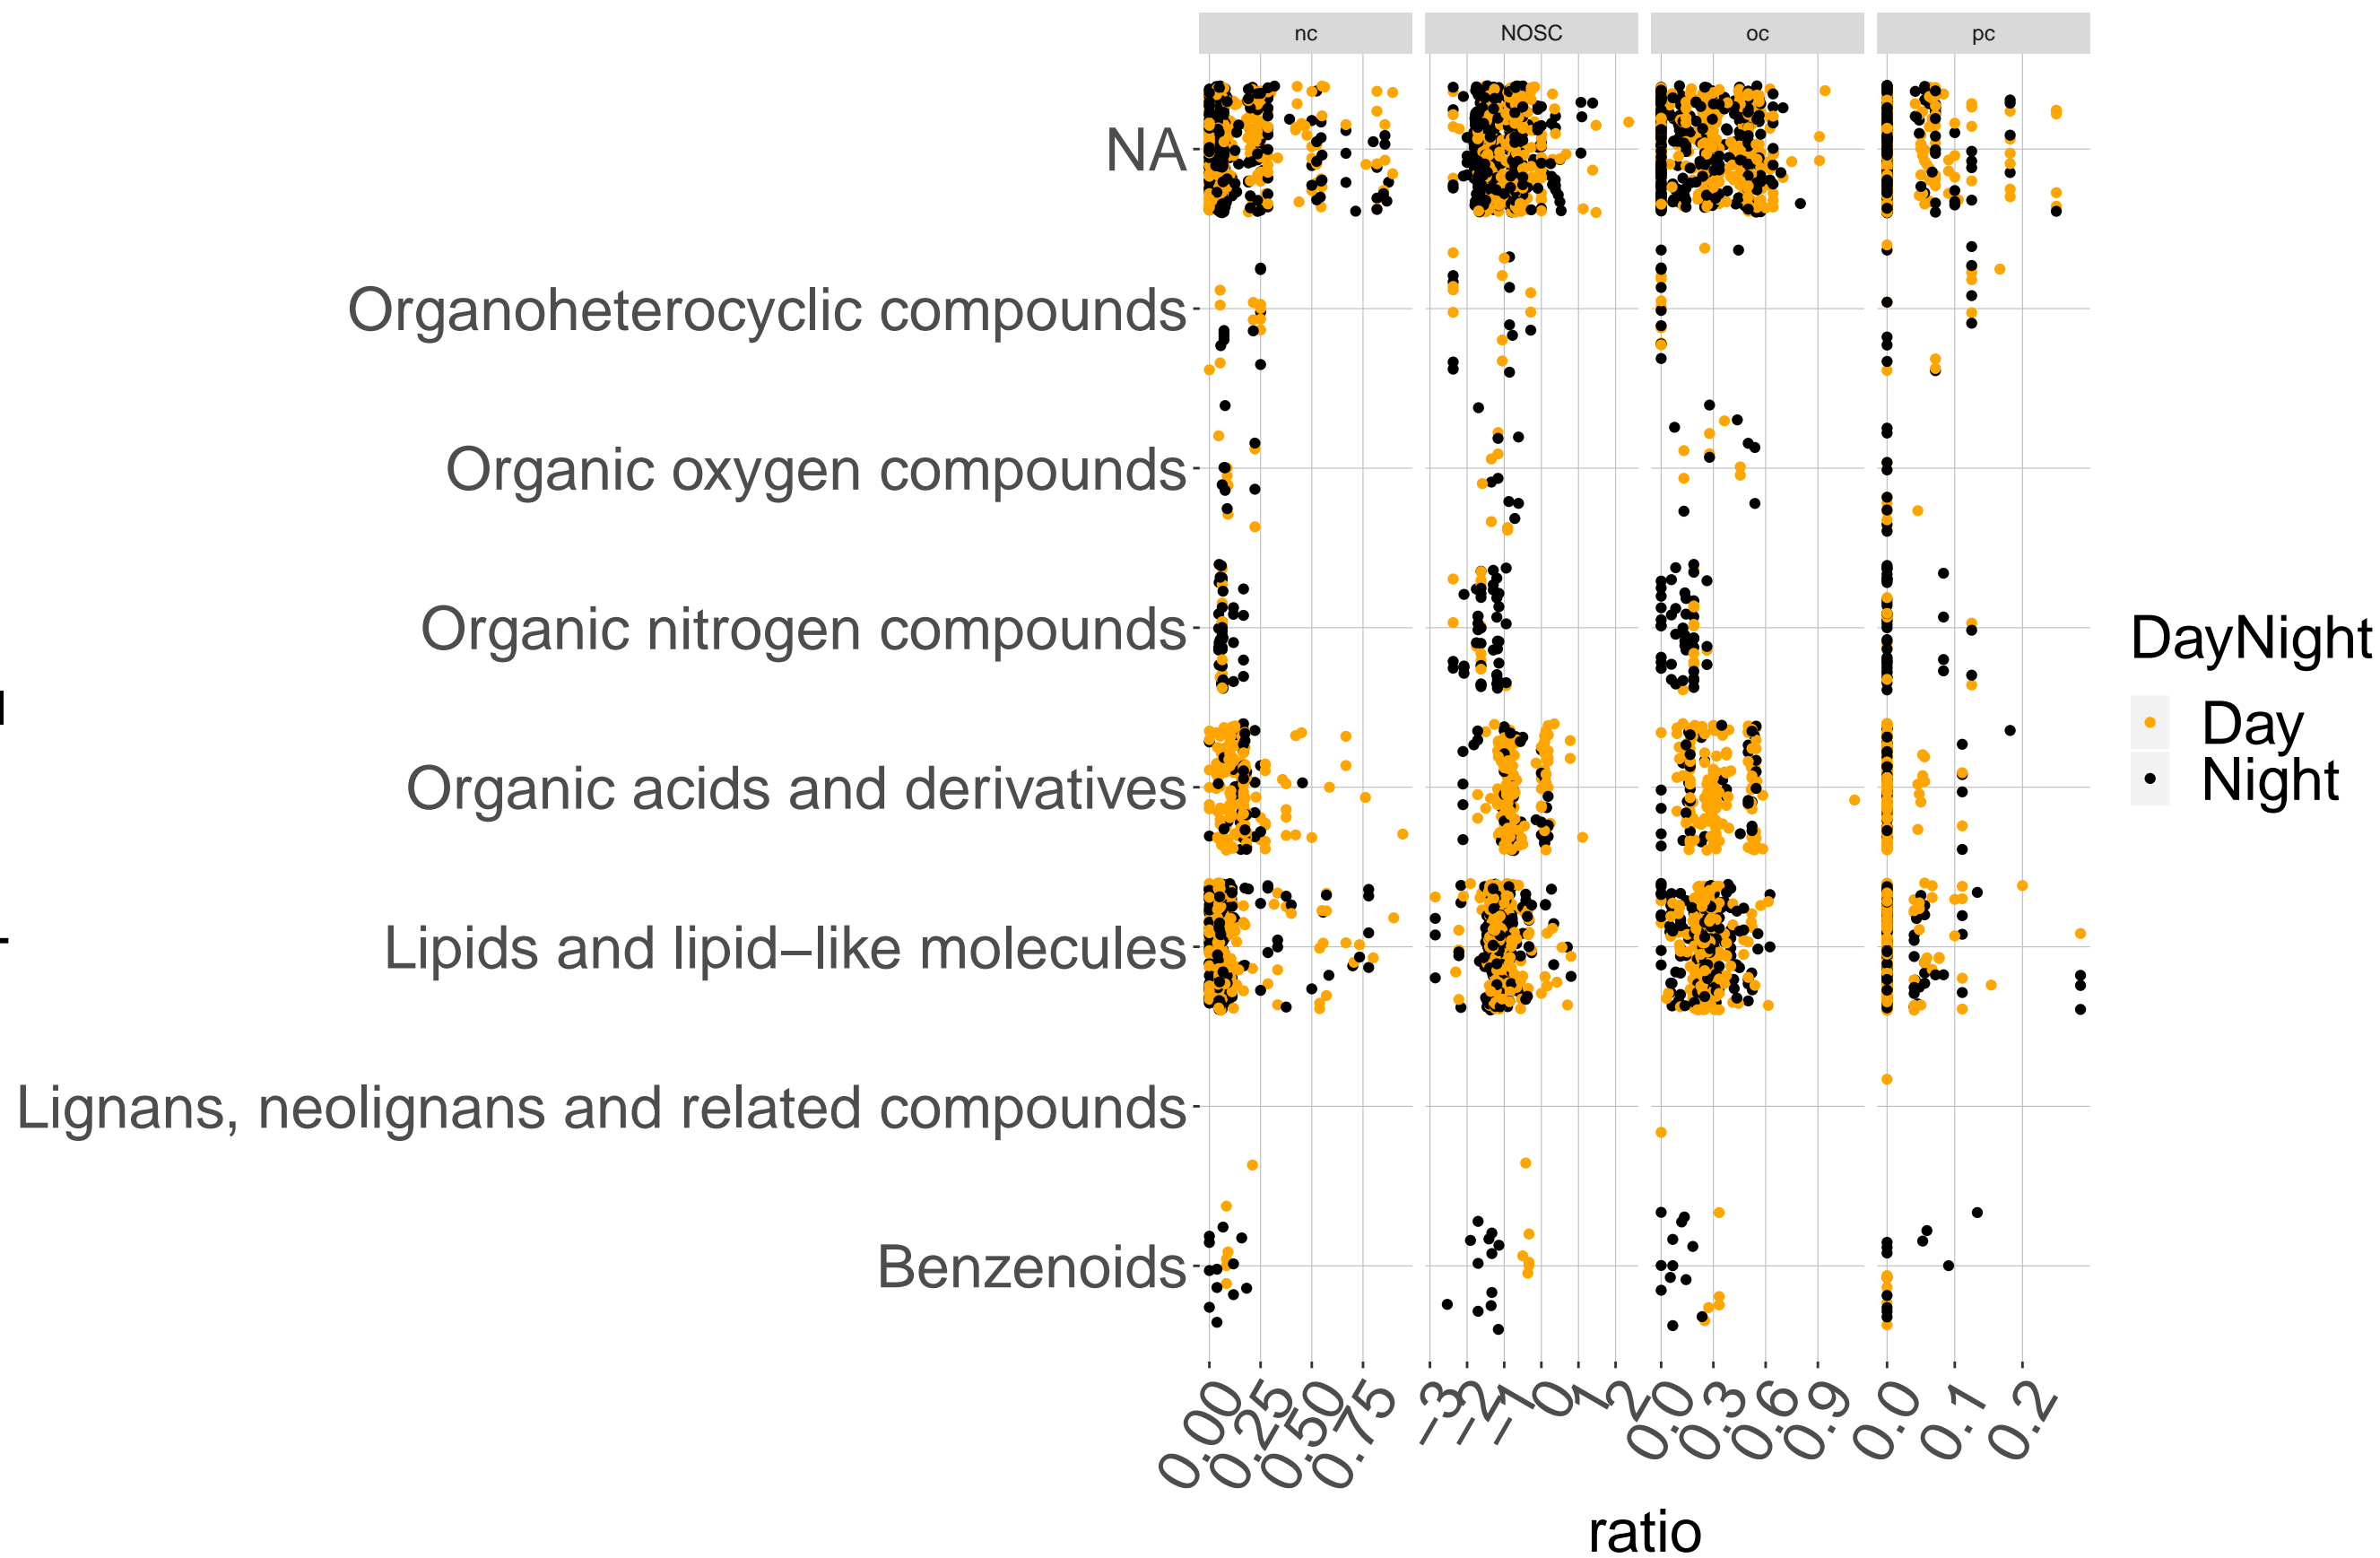 nc NOSC oc pc
NA
Organoheterocyclic compounds
Organic oxygen compounds
Organic nitrogen compounds
Organic acids and derivatives
Lipids and lipid−like molecules
Lignans, neolignans and related compounds
Benzenoids
0.00 0.25 0.50 0.75 −3 −2 −1 0 1 2 0.0 0.3 0.6 0.9 0.0 0.1 0.2
ratio
DayNight
Day
Night